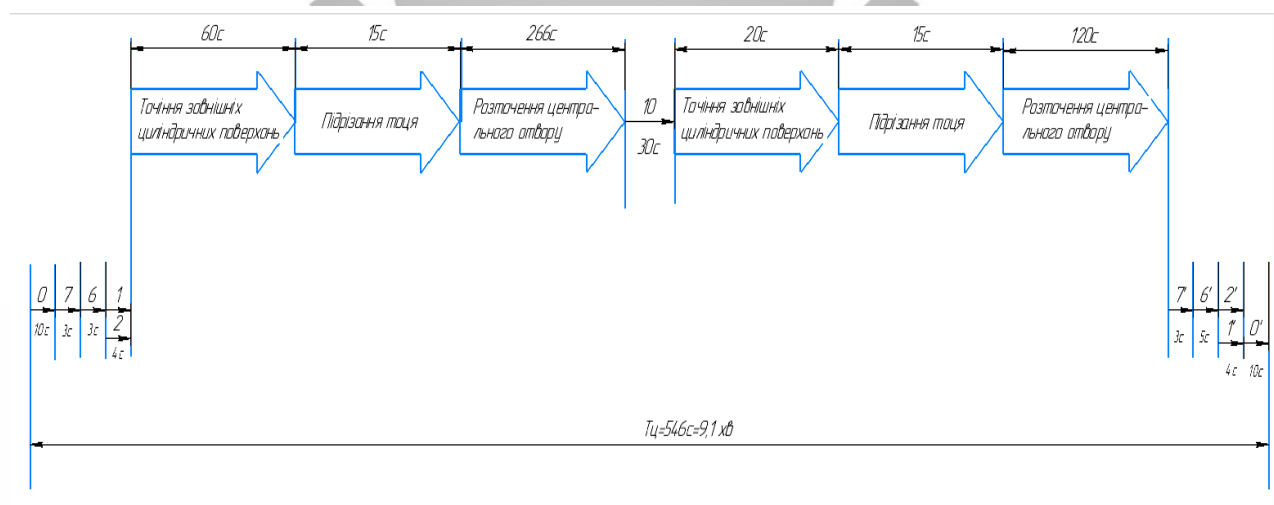 60с 15с 266с 20с 15с 120с
Точіння зовнішніх
циліндричних поверхонь
Підрізання торця
Розточення центра-
льного отвору
10
30с
Точіння зовнішніх
циліндричних поверхонь
Підрізання торця
Розточення центра-
льного отвору
0 7 6 1
2
10с 3с 3с
4с
7' 6' 2'
1' 0'
3с 5с
4с 10с
Тц=546с=9,1 хв